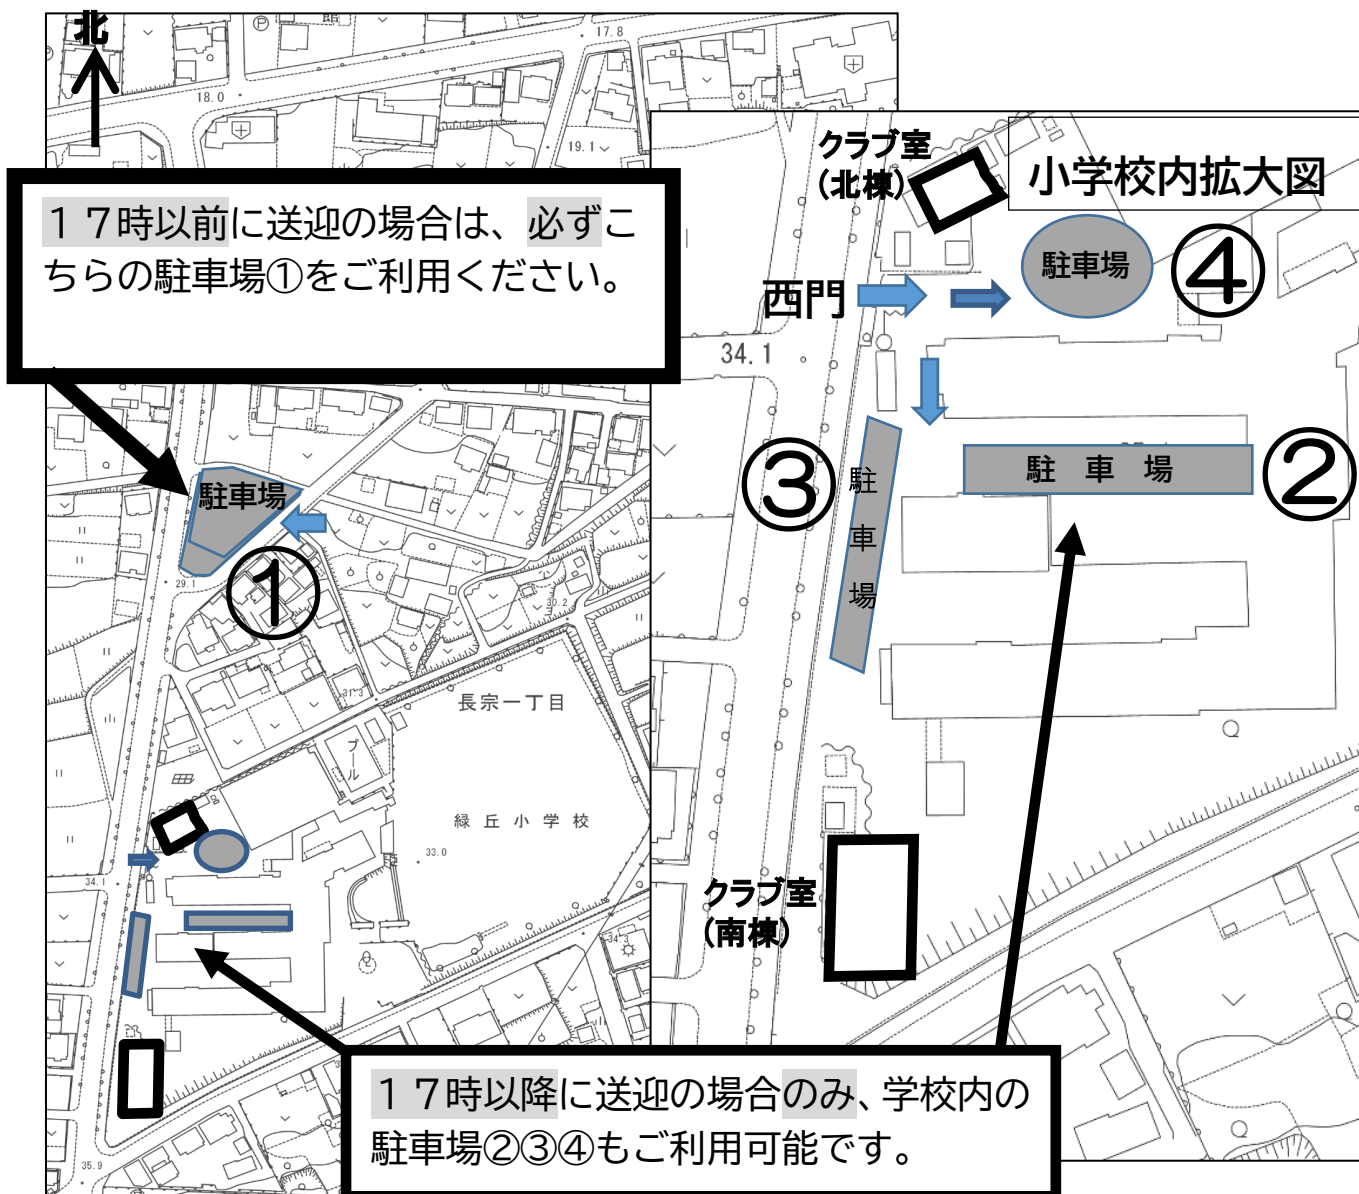 北
17.8
18.0
19.1
クラブ室
(北棟)
小学校内拡大図
１７時以前に送迎の場合は、必ずこ
ちらの駐車場①をご利用ください。
駐車場
④
西門
34.1
駐車場
①
29.1
③
駐
車
場
駐 車 場
②
30.2
31.3
長宗一丁目
プール
緑丘小学校
33.0
34.1
クラブ室
(南棟)
34.3
35.9
１７時以降に送迎の場合のみ、学校内の
駐車場②③④もご利用可能です。